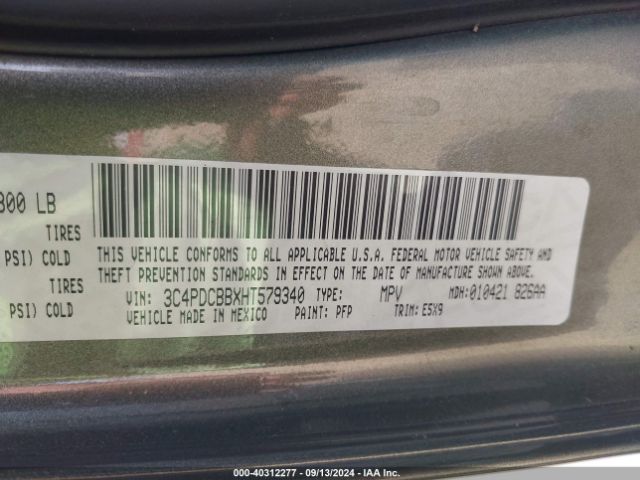 300 LB
TIRES
PSI) COLD
TIRES
PSI) COLD
THIS VEHICLE CONFORMS TO ALL APPLICABLE U.S.A. FEDERAL MOTOR VEHICLE SAFETY AND
THEFT PREVENTION STANDARDS IN EFFECT ON THE DATE OF MANUFACTURE SHOWN ABOVE.
VIN: 3C4PDCBBXHT579340 TYPE: MPV MDH:010421 826AA
VEHICLE MADE IN MEXICO PAINT: PFP TRIM: E5X9
000-40312277 - 09/13/2024 - IAA Inc.